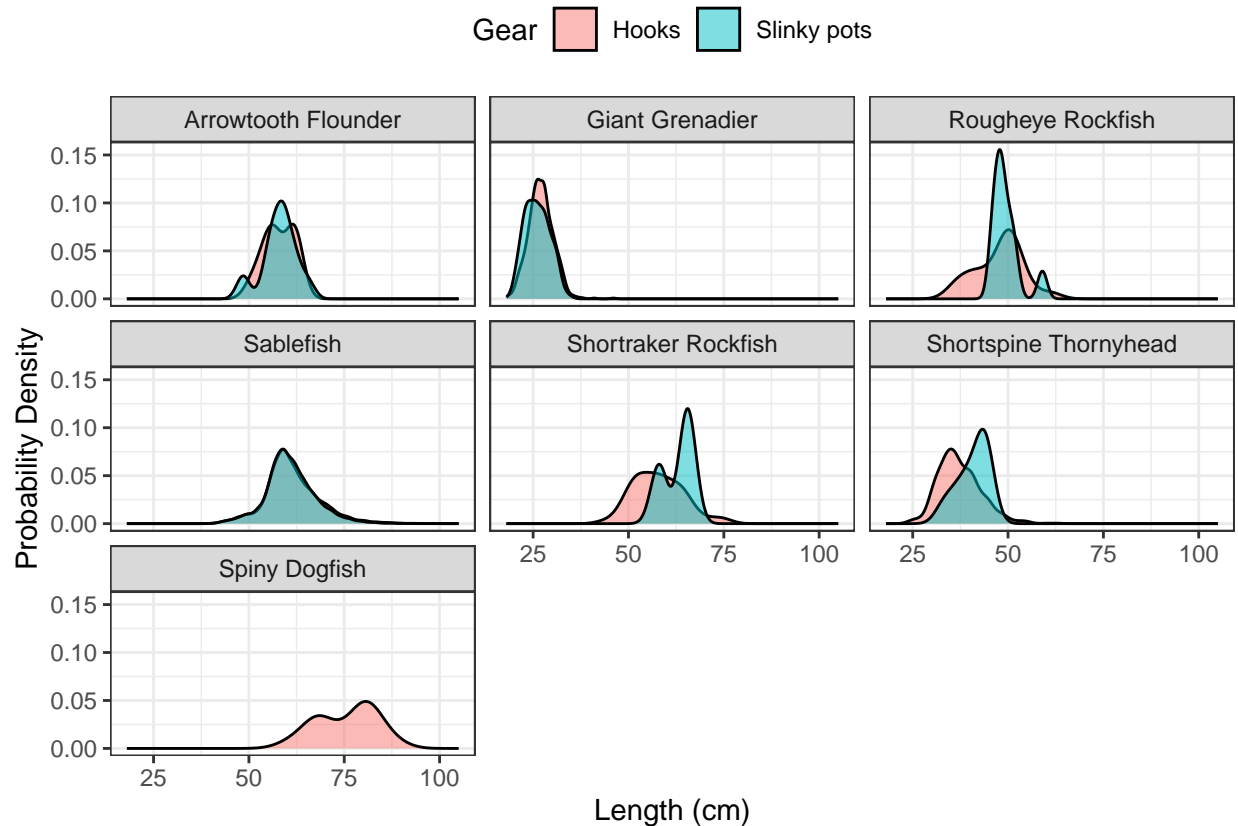 Gear Hooks Slinky pots
Arrowtooth Flounder Giant Grenadier Rougheye Rockfish
0.15
0.10
0.05
0.00
Sablefish Shortraker Rockfish Shortspine Thornyhead
0.15
0.10
0.05
0.00
25 50 75 100 25 50 75 100
Spiny Dogfish
0.15
0.10
0.05
0.00
25 50 75 100
Probability Density
Length (cm)